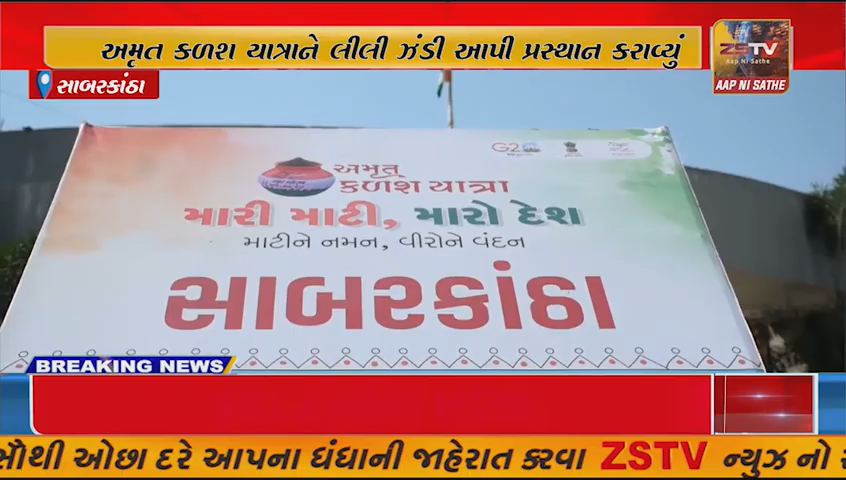 અમૃત કળશ યાત્રાને લીલી ઝંડી આપી પ્રસ્થાન કરાવ્યું
ZSTV
Aap Ni Sathe
AAP NI SATHE
સાબરકાંઠા
G20
અમૃત
કળશ યાત્રા
મારી માટી, મારો દેશ
માટીને નમન, વીરોને વંદન
સાબરકાંઠા
BREAKING NEWS
સૌથી ઓછા દરે આપના ધંધાની જાહેરાત કરવા ZSTV ન્યુઝ નો